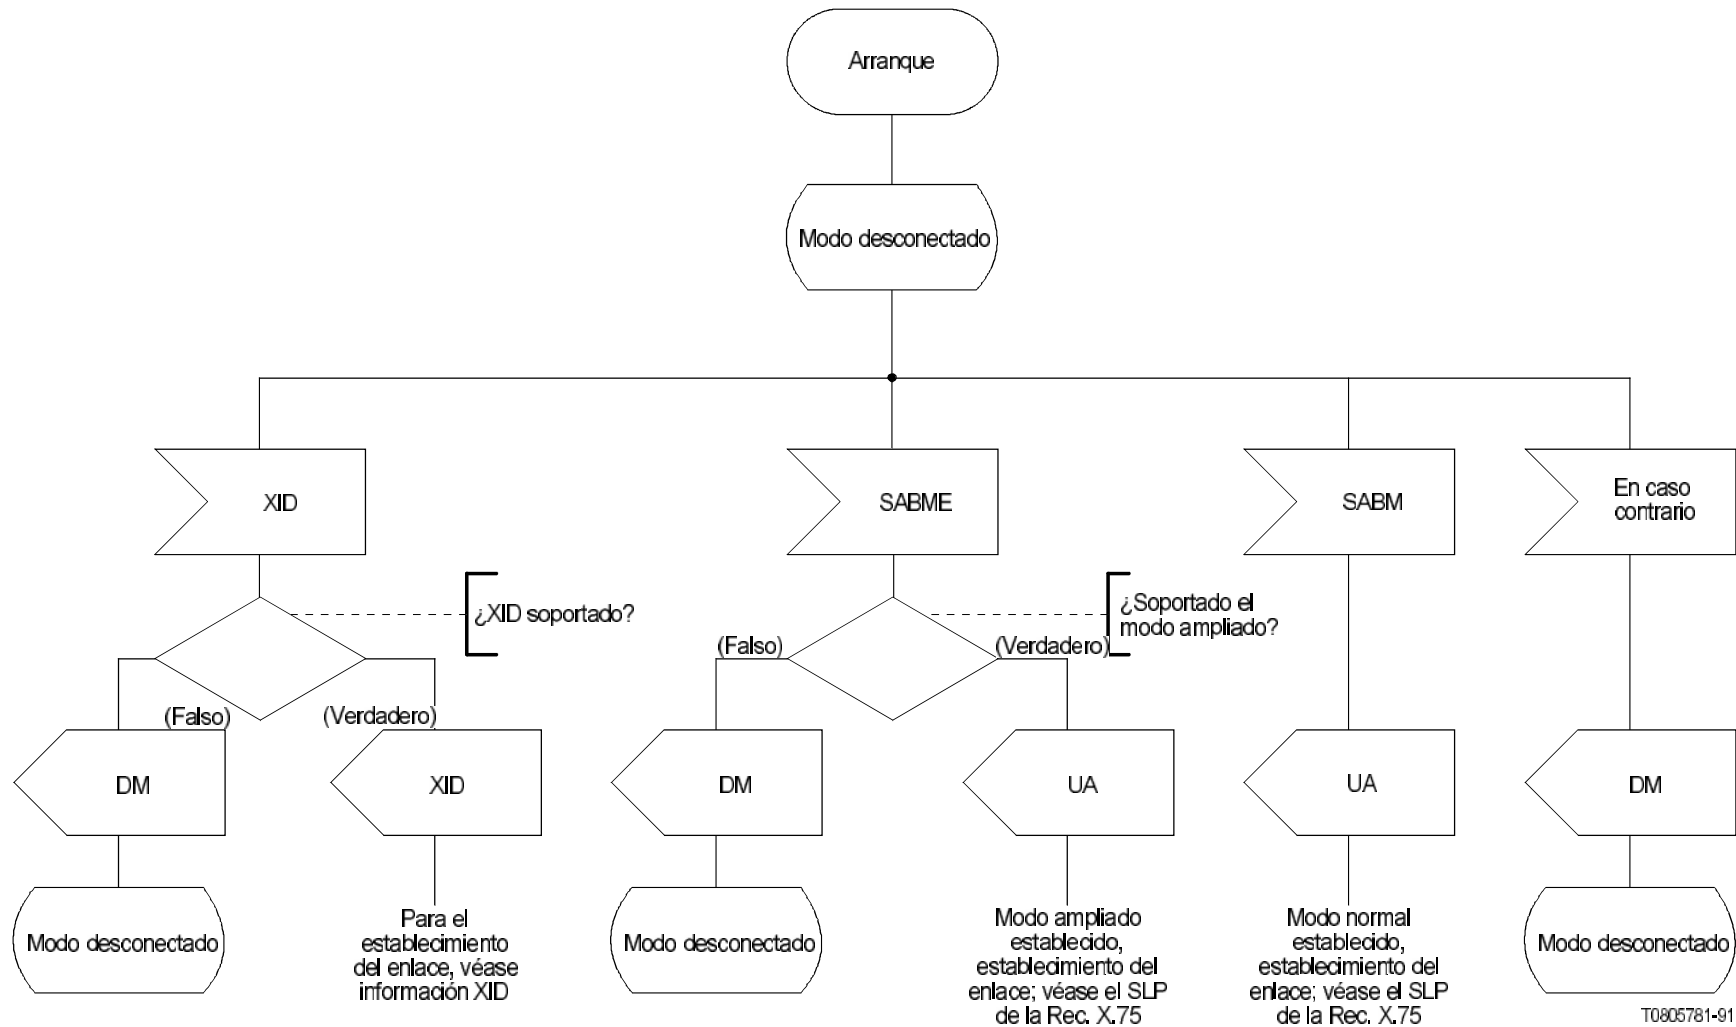 Arranque
Modo desconectado
XID
SABME
SABM
En caso
contrario
¿XID soportado?
¿Soportado el
modo ampliado?
(Falso)
(Verdadero)
(Falso)
(Verdadero)
DM
XID
DM
UA
UA
DM
Modo desconectado
Para el
establecimiento
del enlace, véase
información XID
Modo desconectado
Modo ampliado
establecido,
establecimiento del
enlace; véase el SLP
de la Rec. X.75
Modo normal
establecido,
establecimiento del
enlace; véase el SLP
de la Rec. X.75
Modo desconectado
T0805781-91